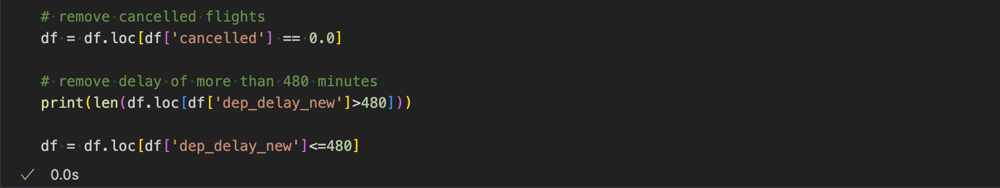 # remove cancelled flights
df = df.loc[df['cancelled'] == 0.0]
# remove delay of more than 480 minutes
print(len(df.loc[df['dep_delay_new']>480]))
df = df.loc[df['dep_delay_new']<=480]
0.0s